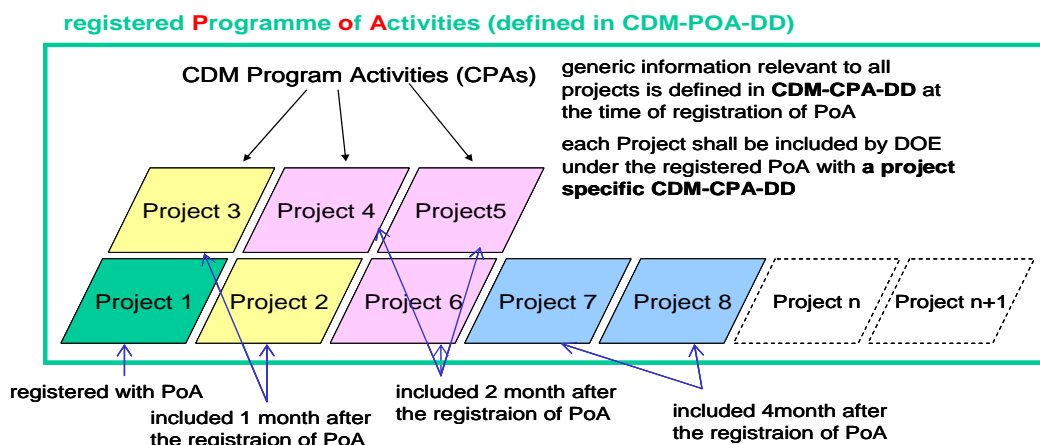 registered Programme of Activities (defined in CDM-POA-DD)
CDM Program Activities (CPAs)
generic information relevant to all
projects is defined in CDM-CPA-DD at
the time of registration of PoA
each Project shall be included by DOE
under the registered PoA with a project
specific CDM-CPA-DD
Project 3
Project 4
Project5
Project 1
Project 2
Project 6
Project 7
Project 8
Project n
Project n+1
registered with PoA
included 1 month after
the registraion of PoA
included 2 month after
the registraion of PoA
included 4month after
the registraion of PoA